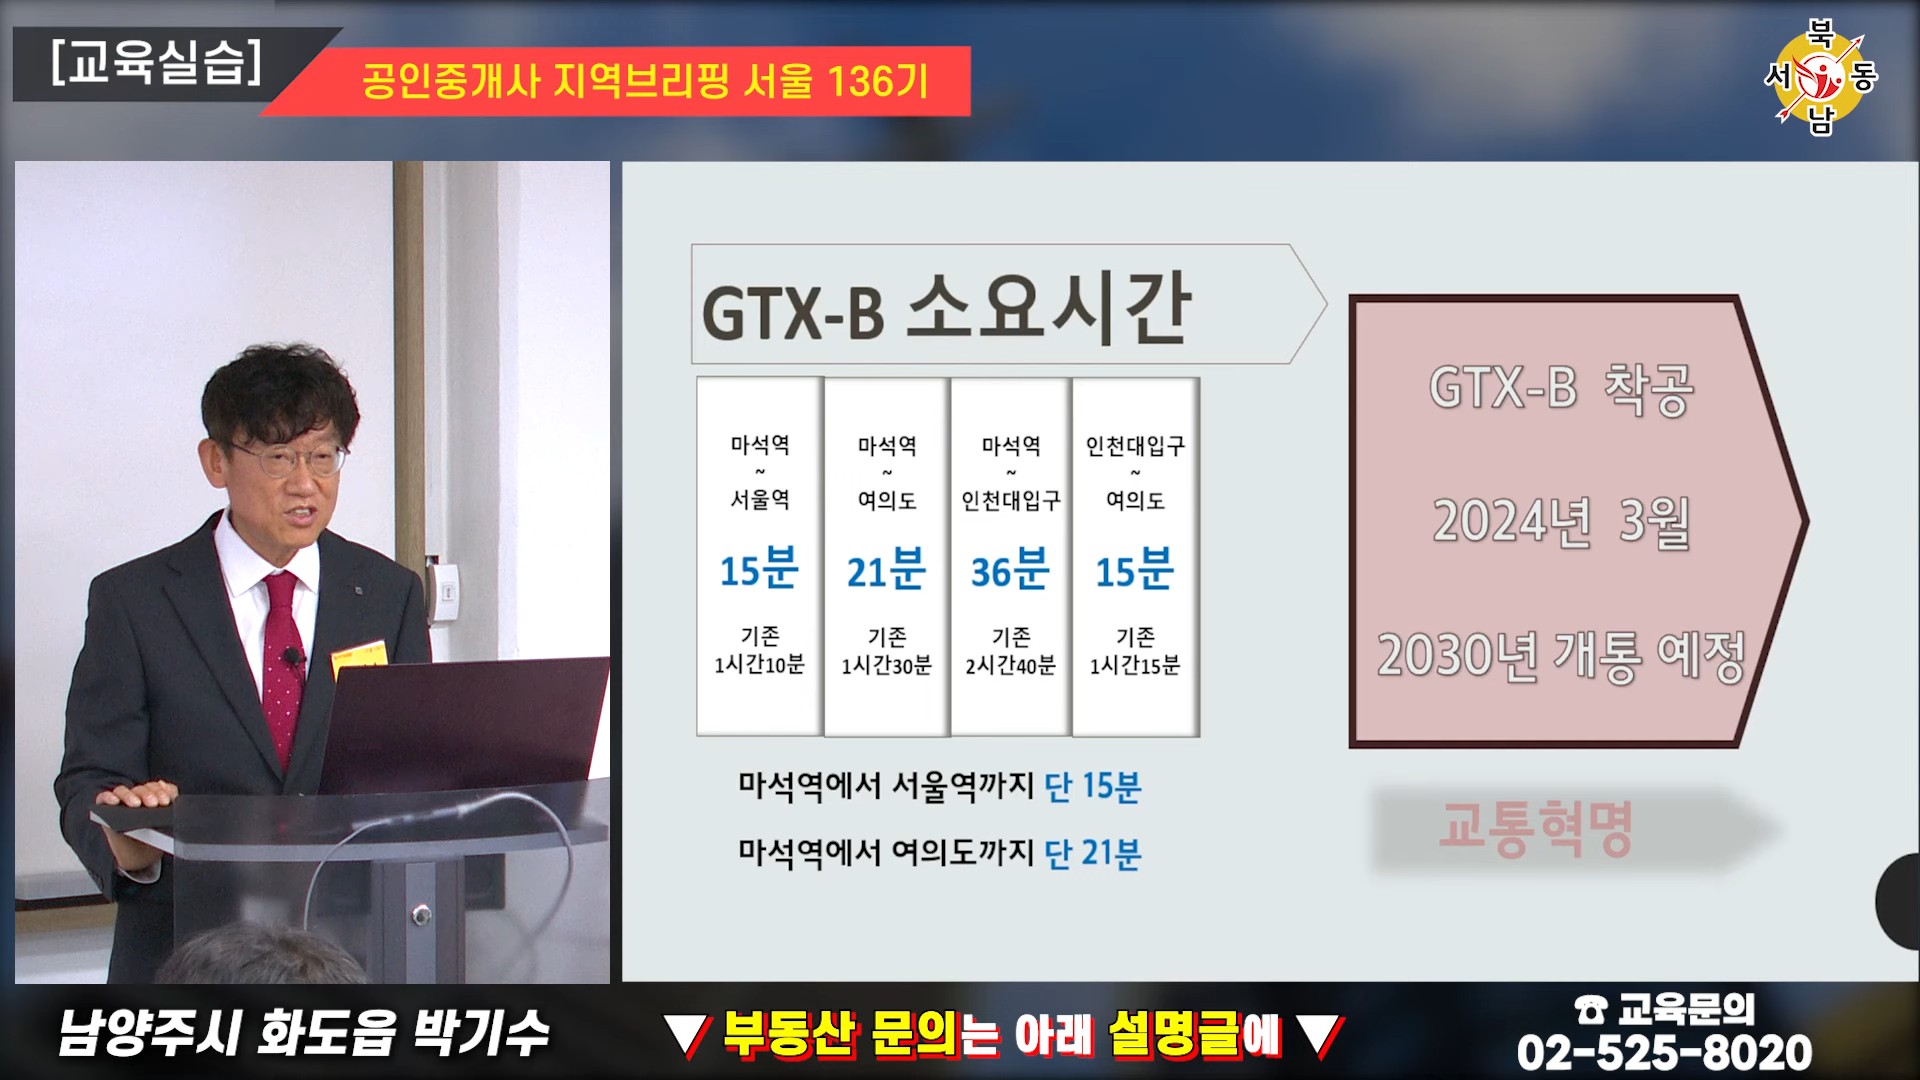 [교육실습]
공인중개사 지역브리핑 서울 136기
북
서 동
남
GTX-B 소요시간
마석역
~
서울역
15분
기존
1시간10분
마석역
~
여의도
21분
기존
1시간30분
마석역
~
인천대입구
36분
기존
2시간40분
인천대입구
~
여의도
15분
기존
1시간15분
마석역에서 서울역까지 단 15분
마석역에서 여의도까지 단 21분
GTX-B 착공
2024년 3월
2030년 개통 예정
교통혁명
남양주시 화도읍 박기수
▼ 부동산 문의는 아래 설명글에 ▼
☎ 교육문의
02-525-8020